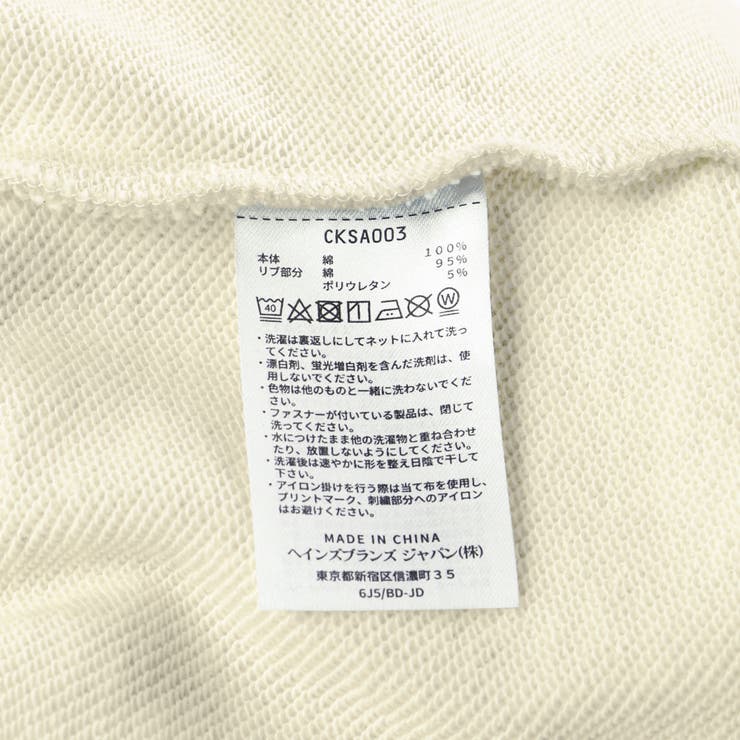 CKSA003
本体 綿 100%
リブ部分 綿 95%
ポリウレタン 5%
40 W
・洗濯は裏返しにしてネットに入れて洗っ
てください。
・漂白剤、蛍光増白剤を含んだ洗剤は、使
用しないでください。
・色物は他のものと一緒に洗わないでくだ
さい。
・ファスナーが付いている製品は、閉じて
洗ってください。
・水につけたまま他の洗濯物と重ね合わせ
たり、放置しないようにしてください。
・洗濯後は速やかに形を整え日陰で干して
下さい。
・アイロン掛けを行う際は当て布を使用し、
プリントマーク、刺繍部分へのアイロン
はお避けください。
MADE IN CHINA
ヘインズブランズ ジャパン(株)
東京都新宿区信濃町35
6J5/BD-JD